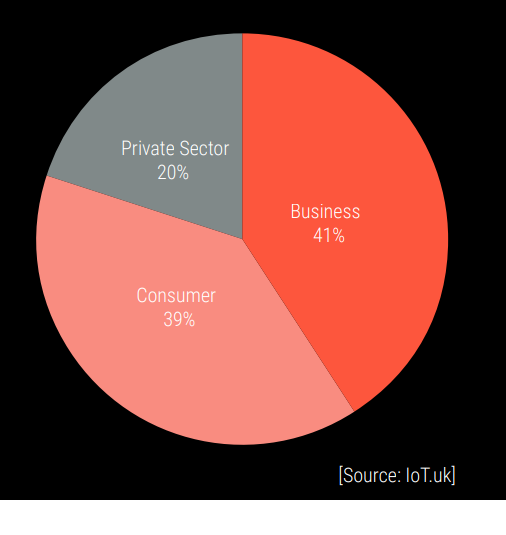 Private Sector
20%
Business
41%
Consumer
39%
[Source: IoT.uk]